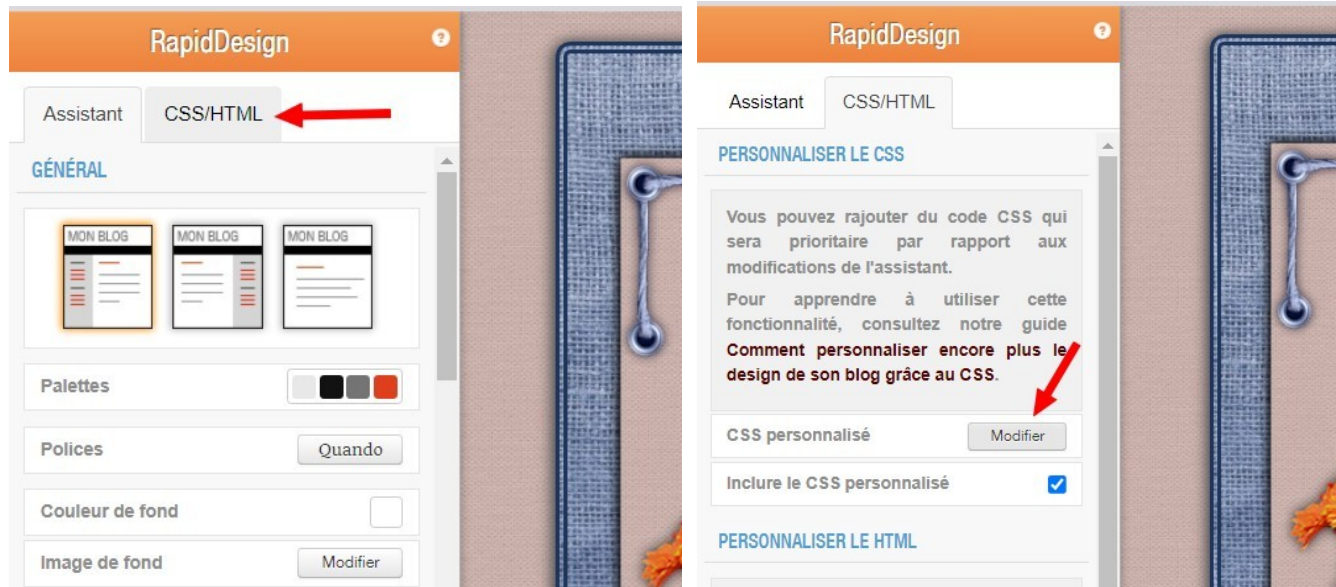 RapidDesign
?
Assistant
CSS/HTML
GÉNÉRAL
MON BLOG
MON BLOG
MON BLOG
Palettes
Polices
Quando
Couleur de fond
Image de fond
Modifier
RapidDesign
?
Assistant
CSS/HTML
PERSONNALISER LE CSS
Vous pouvez rajouter du code CSS qui
sera prioritaire par rapport aux
modifications de l'assistant.
Pour apprendre à utiliser cette
fonctionnalité, consultez notre guide
Comment personnaliser encore plus le
design de son blog grâce au CSS.
CSS personnalisé
Modifier
Inclure le CSS personnalisé
PERSONNALISER LE HTML